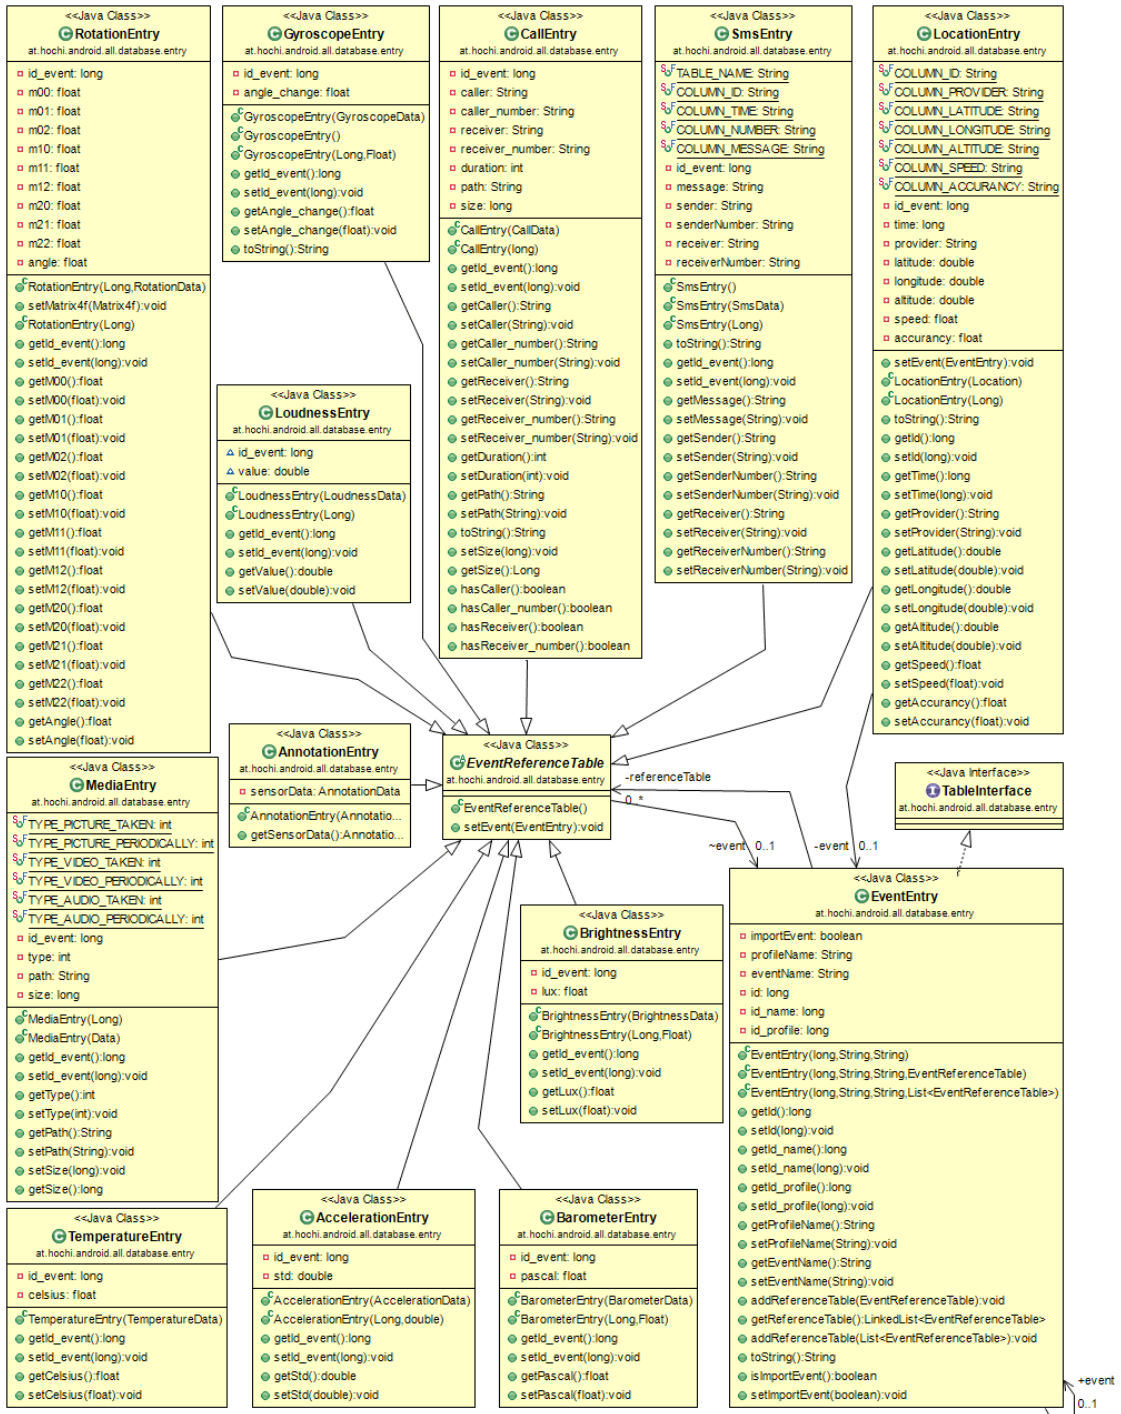 <<Java Class>>
RotationEntry
at.hochi.android.all.database.entry
id_event: long
m00: float
m01: float
m02: float
m10: float
m11: float
m12: float
m20: float
m21: float
m22: float
angle: float
RotationEntry(Long,RotationData)
setMatrix4f(Matrix4f):void
RotationEntry(Long)
getId_event():long
setId_event(long):void
getM00():float
setM00(float):void
getM01():float
setM01(float):void
getM02():float
setM02(float):void
getM10():float
setM10(float):void
getM11():float
setM11(float):void
getM12():float
setM12(float):void
getM20():float
setM20(float):void
getM21():float
setM21(float):void
getM22():float
setM22(float):void
getAngle():float
setAngle(float):void
<<Java Class>>
GyroscopeEntry
at.hochi.android.all.database.entry
id_event: long
angle_change: float
GyroscopeEntry(GyroscopeData)
GyroscopeEntry()
GyroscopeEntry(Long,Float)
getId_event():long
setId_event(long):void
getAngle_change():float
setAngle_change(float):void
toString():String
<<Java Class>>
CallEntry
at.hochi.android.all.database.entry
id_event: long
caller: String
caller_number: String
receiver: String
receiver_number: String
duration: int
path: String
size: long
CallEntry(CallData)
CallEntry(long)
getId_event():long
setId_event(long):void
getCaller():String
setCaller(String):void
getCaller_number():String
setCaller_number(String):void
getReceiver():String
setReceiver(String):void
getReceiver_number():String
setReceiver_number(String):void
getDuration():int
setDuration(int):void
getPath():String
setPath(String):void
toString():String
setSize(long):void
getSize():Long
hasCaller():boolean
hasCaller_number():boolean
hasReceiver():boolean
hasReceiver_number():boolean
<<Java Class>>
SmsEntry
at.hochi.android.all.database.entry
TABLE_NAME: String
COLUMN_ID: String
COLUMN_TIME: String
COLUMN_NUMBER: String
COLUMN_MESSAGE: String
id_event: long
message: String
sender: String
senderNumber: String
receiver: String
receiverNumber: String
SmsEntry()
SmsEntry(SmsData)
SmsEntry(Long)
toString():String
getId_event():long
setId_event(long):void
getMessage():String
setMessage(String):void
getSender():String
setSender(String):void
getSenderNumber():String
setSenderNumber(String):void
getReceiver():String
setReceiver(String):void
getReceiverNumber():String
setReceiverNumber(String):void
<<Java Class>>
LocationEntry
at.hochi.android.all.database.entry
COLUMN_ID: String
COLUMN_PROVIDER: String
COLUMN_LATITUDE: String
COLUMN_LONGITUDE: String
COLUMN_ALTITUDE: String
COLUMN_SPEED: String
COLUMN_ACCURANCY: String
id_event: long
time: long
provider: String
latitude: double
longitude: double
altitude: double
speed: float
accurancy: float
setEvent(EventEntry):void
LocationEntry(Location)
LocationEntry(Long)
toString():String
getId():long
setId(long):void
getTime():long
setTime(long):void
getProvider():String
setProvider(String):void
getLatitude():double
setLatitude(double):void
getLongitude():double
setLongitude(double):void
getAltitude():double
setAltitude(double):void
getSpeed():float
setSpeed(float):void
getAccurancy():float
setAccurancy(float):void
<<Java Class>>
LoudnessEntry
at.hochi.android.all.database.entry
id_event: long
value: double
LoudnessEntry(LoudnessData)
LoudnessEntry(Long)
getId_event():long
setId_event(long):void
getValue():double
setValue(double):void
<<Java Class>>
AnnotationEntry
at.hochi.android.all.database.entry
sensorData: AnnotationData
AnnotationEntry(Annotatio...
getSensorData():Annotatio...
<<Java Class>>
EventReferenceTable
at.hochi.android.all.database.entry
EventReferenceTable()
setEvent(EventEntry):void
-referenceTable
0..*
~event 0..1
-event 0..1
<<Java Interface>>
TableInterface
at.hochi.android.all.database.entry
<<Java Class>>
MediaEntry
at.hochi.android.all.database.entry
TYPE_PICTURE_TAKEN: int
TYPE_PICTURE_PERIODICALLY: int
TYPE_VIDEO_TAKEN: int
TYPE_VIDEO_PERIODICALLY: int
TYPE_AUDIO_TAKEN: int
TYPE_AUDIO_PERIODICALLY: int
id_event: long
type: int
path: String
size: long
MediaEntry(Long)
MediaEntry(Data)
getId_event():long
setId_event(long):void
getType():int
setType(int):void
getPath():String
setPath(String):void
setSize(long):void
getSize():long
<<Java Class>>
BrightnessEntry
at.hochi.android.all.database.entry
id_event: long
lux: float
BrightnessEntry(BrightnessData)
BrightnessEntry(Long,Float)
getId_event():long
setId_event(long):void
getLux():float
setLux(float):void
<<Java Class>>
EventEntry
at.hochi.android.all.database.entry
importEvent: boolean
profileName: String
eventName: String
id: long
id_name: long
id_profile: long
EventEntry(long,String,String)
EventEntry(long,String,String,EventReferenceTable)
EventEntry(long,String,String,List<EventReferenceTable>)
getId():long
setId(long):void
getId_name():long
setId_name(long):void
getId_profile():long
setId_profile(long):void
getProfileName():String
setProfileName(String):void
getEventName():String
setEventName(String):void
addReferenceTable(EventReferenceTable):void
getReferenceTable():LinkedList<EventReferenceTable>
addReferenceTable(List<EventReferenceTable>):void
toString():String
isImportEvent():boolean
setImportEvent(boolean):void
+event
0..1
<<Java Class>>
TemperatureEntry
at.hochi.android.all.database.entry
id_event: long
celsius: float
TemperatureEntry(TemperatureData)
getId_event():long
setId_event(long):void
getCelsius():float
setCelsius(float):void
<<Java Class>>
AccelerationEntry
at.hochi.android.all.database.entry
id_event: long
std: double
AccelerationEntry(AccelerationData)
AccelerationEntry(Long,double)
getId_event():long
setId_event(long):void
getStd():double
setStd(double):void
<<Java Class>>
BarometerEntry
at.hochi.android.all.database.entry
id_event: long
pascal: float
BarometerEntry(BarometerData)
BarometerEntry(Long,Float)
getId_event():long
setId_event(long):void
getPascal():float
setPascal(float):void